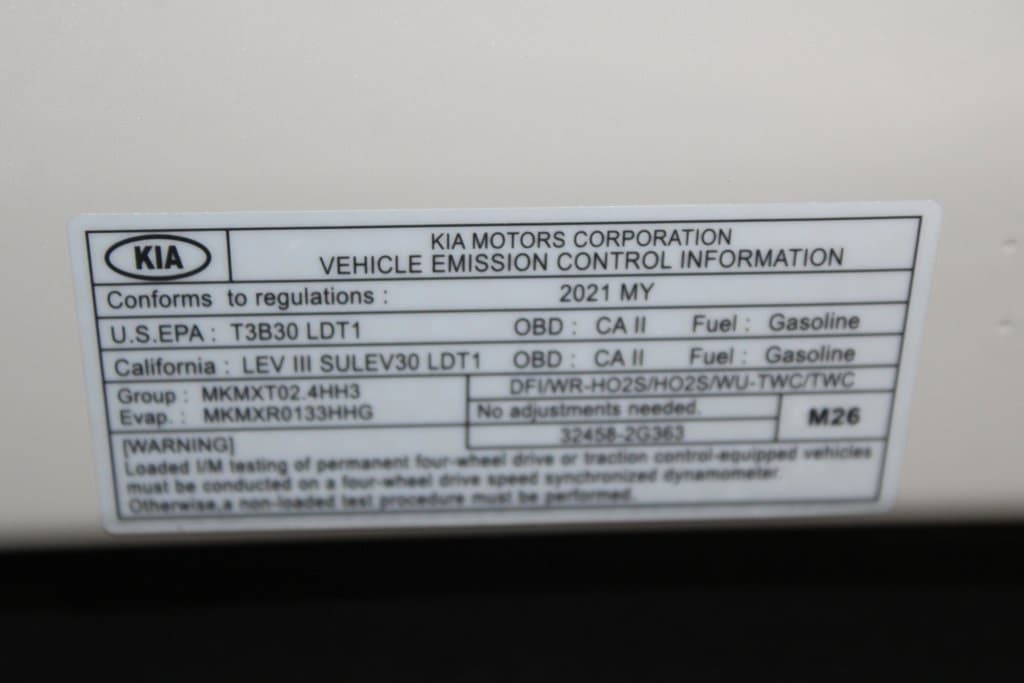 KIA
KIA MOTORS CORPORATION
VEHICLE EMISSION CONTROL INFORMATION
Conforms to regulations : 2021 MY
U.S.EPA : T3B30 LDT1 OBD : CA II Fuel : Gasoline
California : LEV III SULEV30 LDT1 OBD : CA II Fuel : Gasoline
Group : MKMXT02.4HH3
Evap. : MKMXR0133HHG
DFI/WR-HO2S/HO2S/WU-TWC/TWC
No adjustments needed.
32458-2G363
M26
[WARNING]
Loaded I/M testing of permanent four-wheel drive or traction control-equipped vehicles
must be conducted on a four-wheel drive speed synchronized dynamometer
Otherwise,a non-loaded test procedure must be performed.